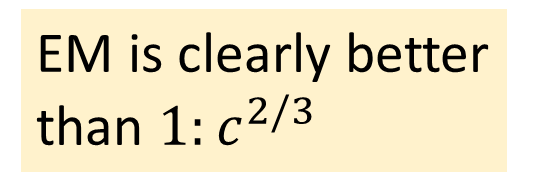 EM is clearly better
than 1: c^{2/3}